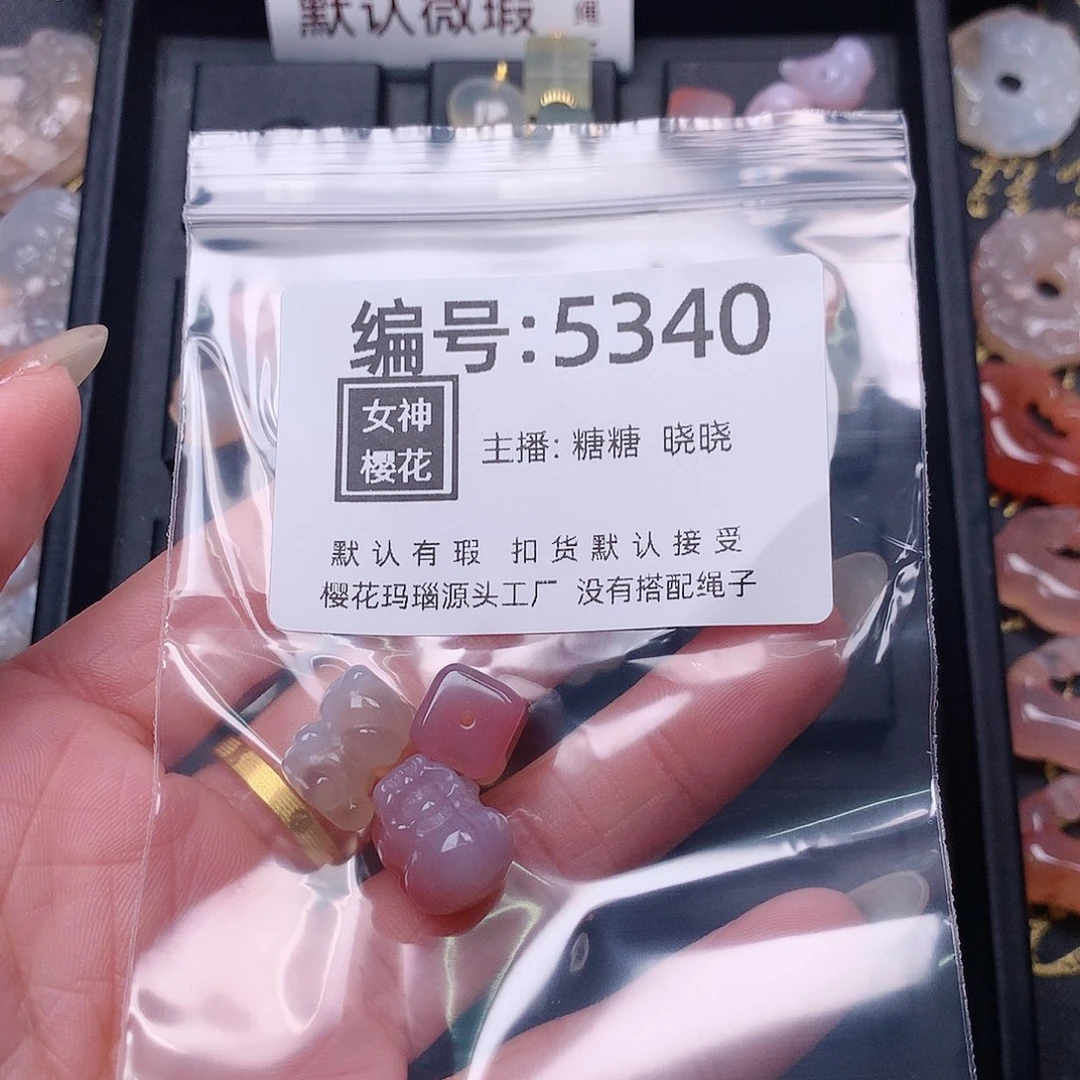 默认微瑕
绳
编号:5340
女神
樱花
主播: 糖糖 晓晓
默认有瑕 扣货默认接受
樱花玛瑙源头工厂 没有搭配绳子